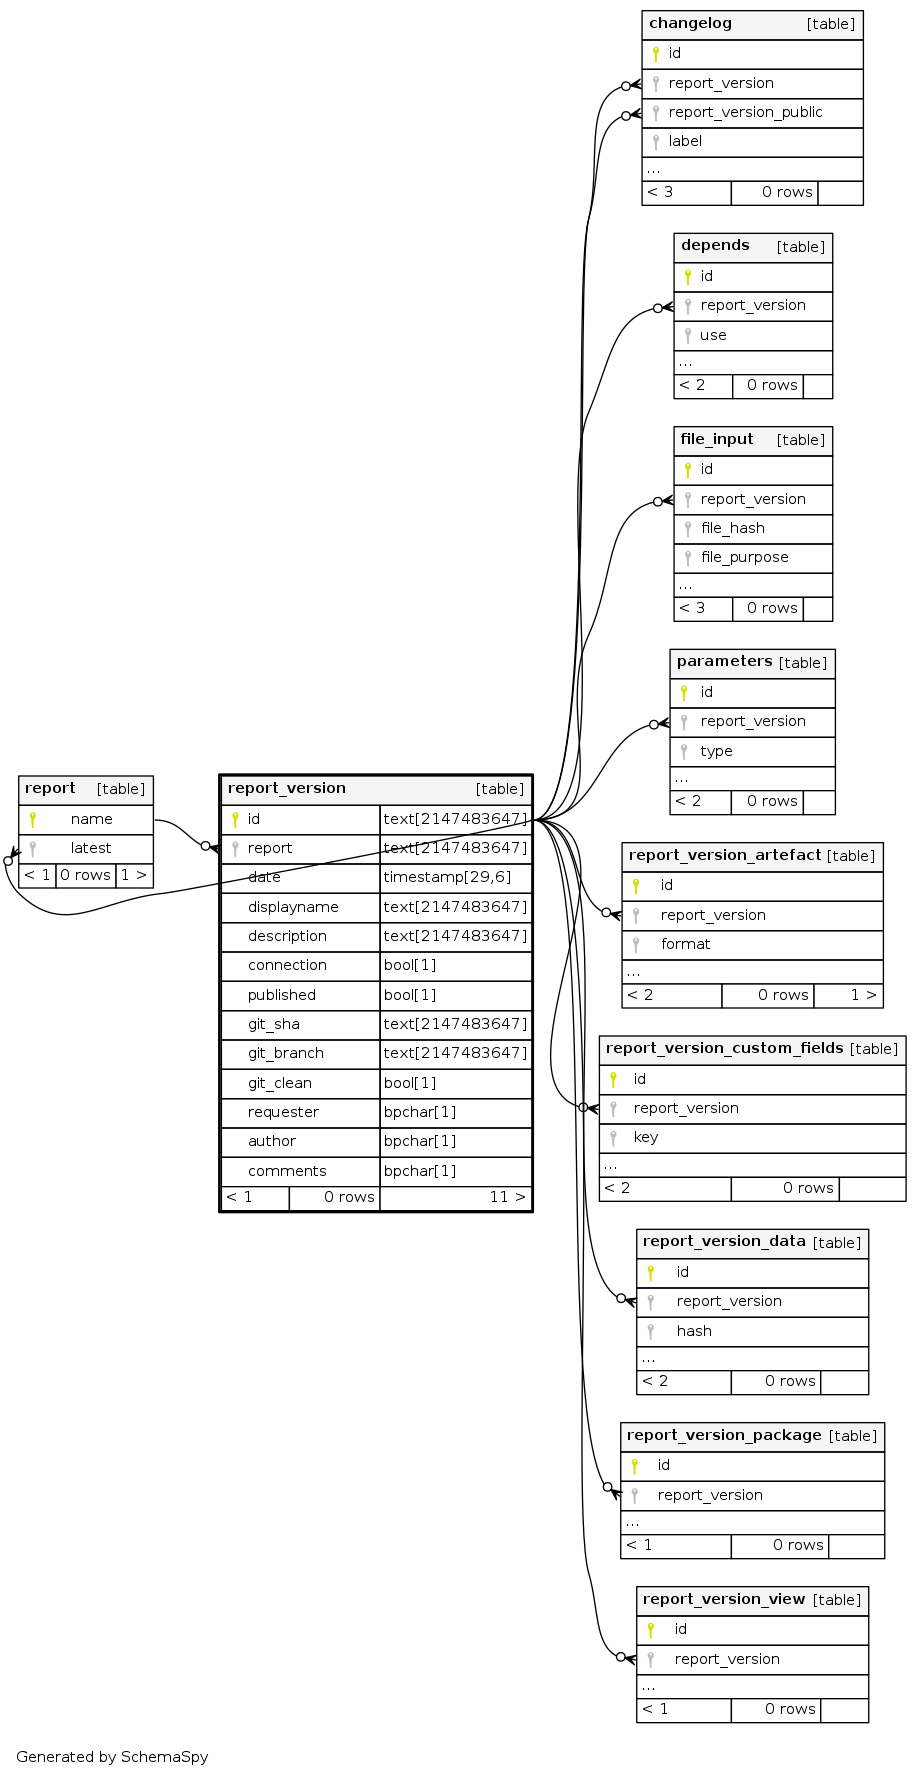 changelog [table]
id
report_version
report_version_public
label
...
< 3 0 rows
depends [table]
id
report_version
use
...
< 2 0 rows
file_input [table]
id
report_version
file_hash
file_purpose
...
< 3 0 rows
parameters [table]
id
report_version
type
...
< 2 0 rows
report [table]
name
latest
< 1 0 rows 1 >
report_version [table]
id text[2147483647]
report text[2147483647]
date timestamp[29,6]
displayname text[2147483647]
description text[2147483647]
connection bool[1]
published bool[1]
git_sha text[2147483647]
git_branch text[2147483647]
git_clean bool[1]
requester bpchar[1]
author bpchar[1]
comments bpchar[1]
< 1 0 rows 11 >
report_version_artefact [table]
id
report_version
format
...
< 2 0 rows 1 >
report_version_custom_fields [table]
id
report_version
key
...
< 2 0 rows
report_version_data [table]
id
report_version
hash
...
< 2 0 rows
report_version_package [table]
id
report_version
...
< 1 0 rows
report_version_view [table]
id
report_version
...
< 1 0 rows
Generated by SchemaSpy